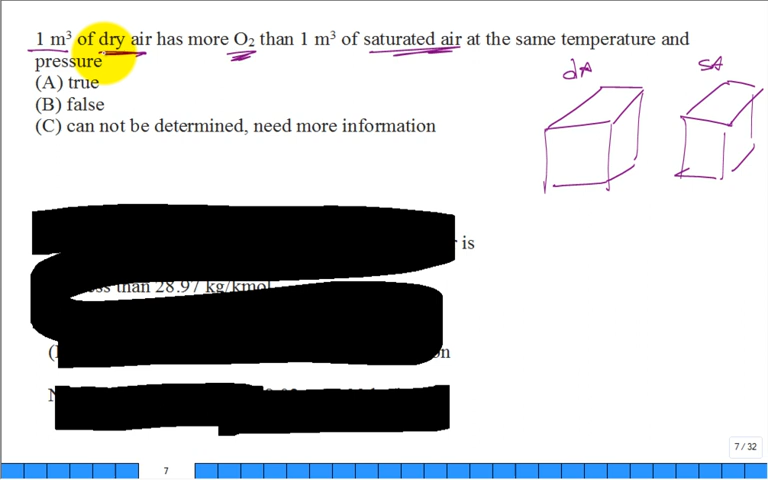 1 m³ of dry air has more O₂ than 1 m³ of saturated air at the same temperature and
pressure
(A) true
(B) false
(C) can not be determined, need more information
dA
SA
is
than 28.97 kg/kmol
7 / 32
7